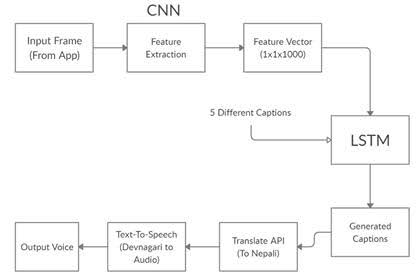 CNN
Input Frame
(From App)
Feature
Extraction
Feature Vector
(1x1x1000)
5 Different Captions
LSTM
Generated
Captions
Translate API
(To Nepali)
Text-To-Speech
(Devnagari to
Audio)
Output Voice